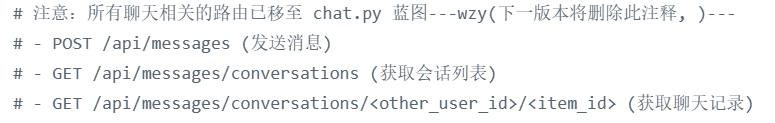 # 注意：所有聊天相关的路由已移至 chat.py 蓝图---wzy(下一版本将删除此注释, )---
# - POST /api/messages (发送消息)
# - GET /api/messages/conversations (获取会话列表)
# - GET /api/messages/conversations/<other_user_id>/<item_id> (获取聊天记录)